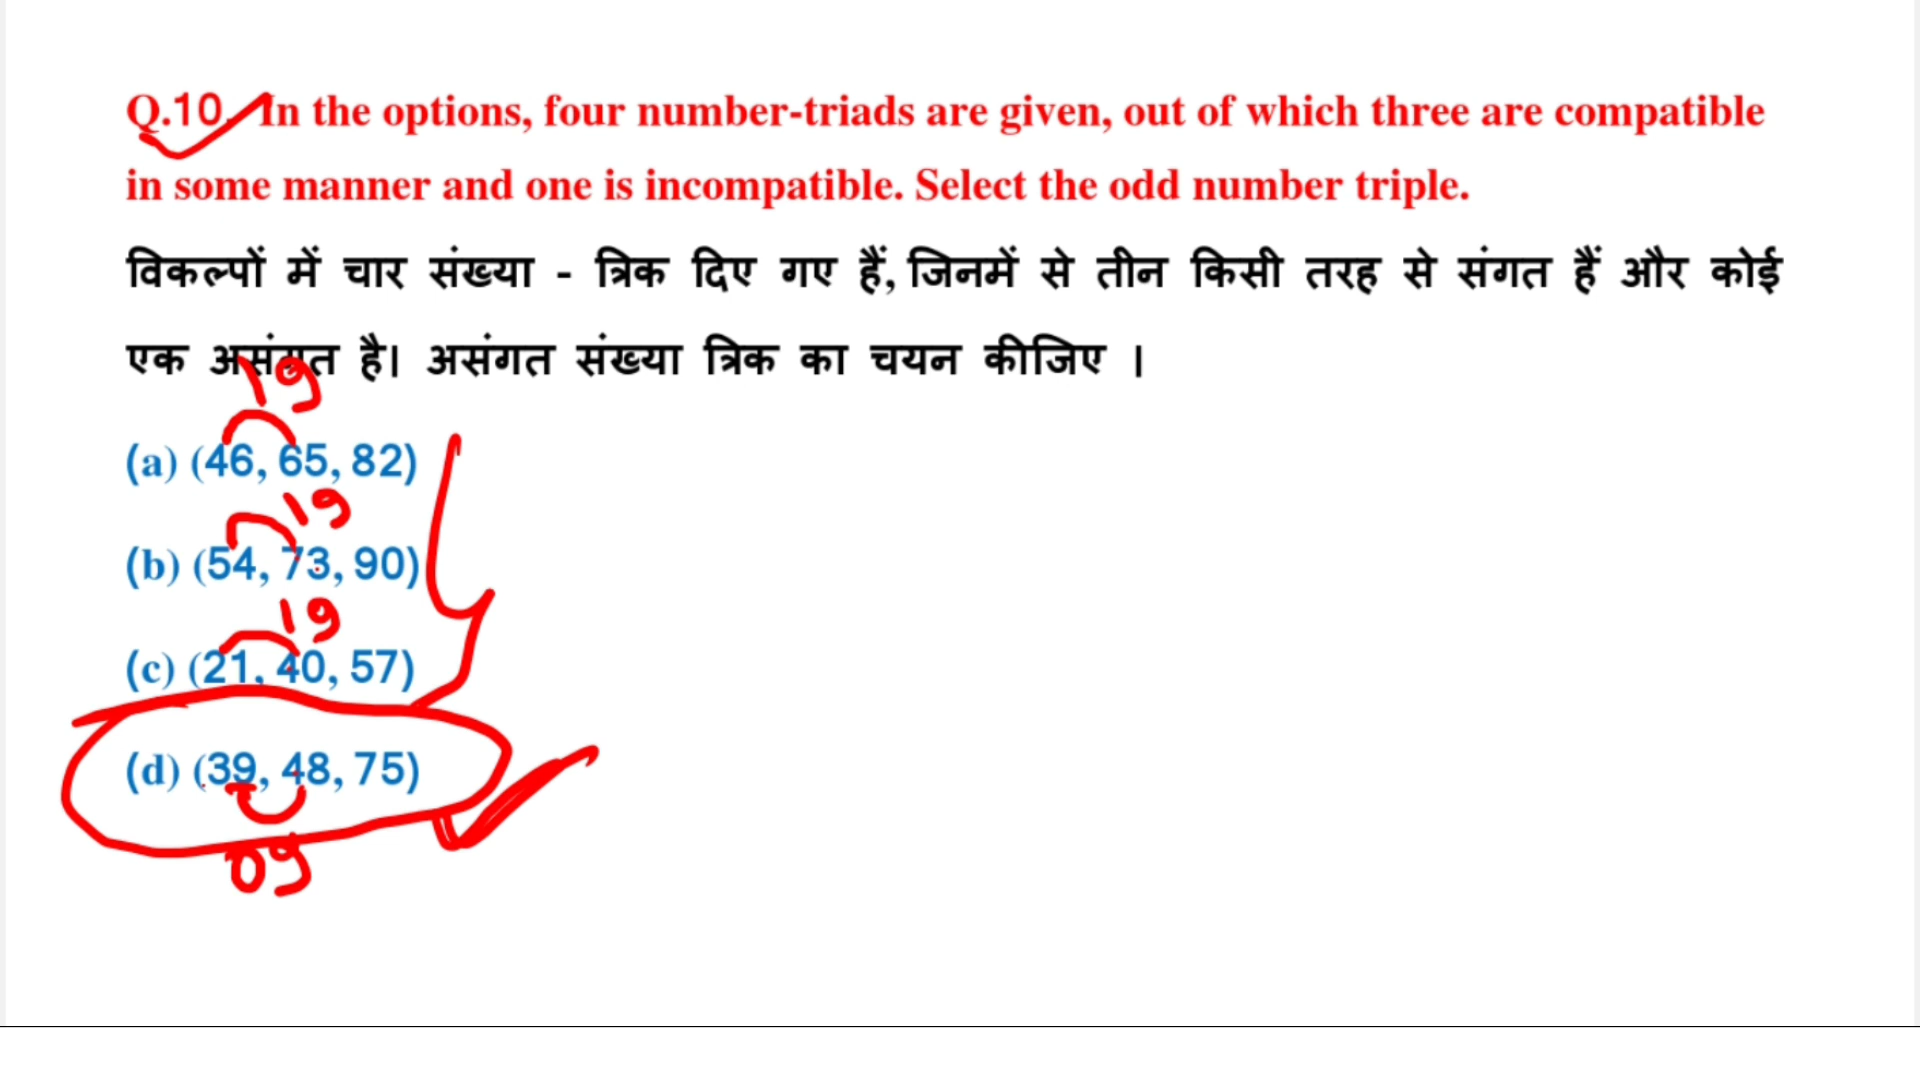 Q.10. In the options, four number-triads are given, out of which three are compatible
in some manner and one is incompatible. Select the odd number triple.
विकल्पों में चार संख्या - त्रिक दिए गए हैं, जिनमें से तीन किसी तरह से संगत हैं और कोई
एक असंगत है। असंगत संख्या त्रिक का चयन कीजिए ।
19
(a) (46, 65, 82)
19
(b) (54, 73, 90)
19
(c) (21, 40, 57)
(d) (39, 48, 75)
09